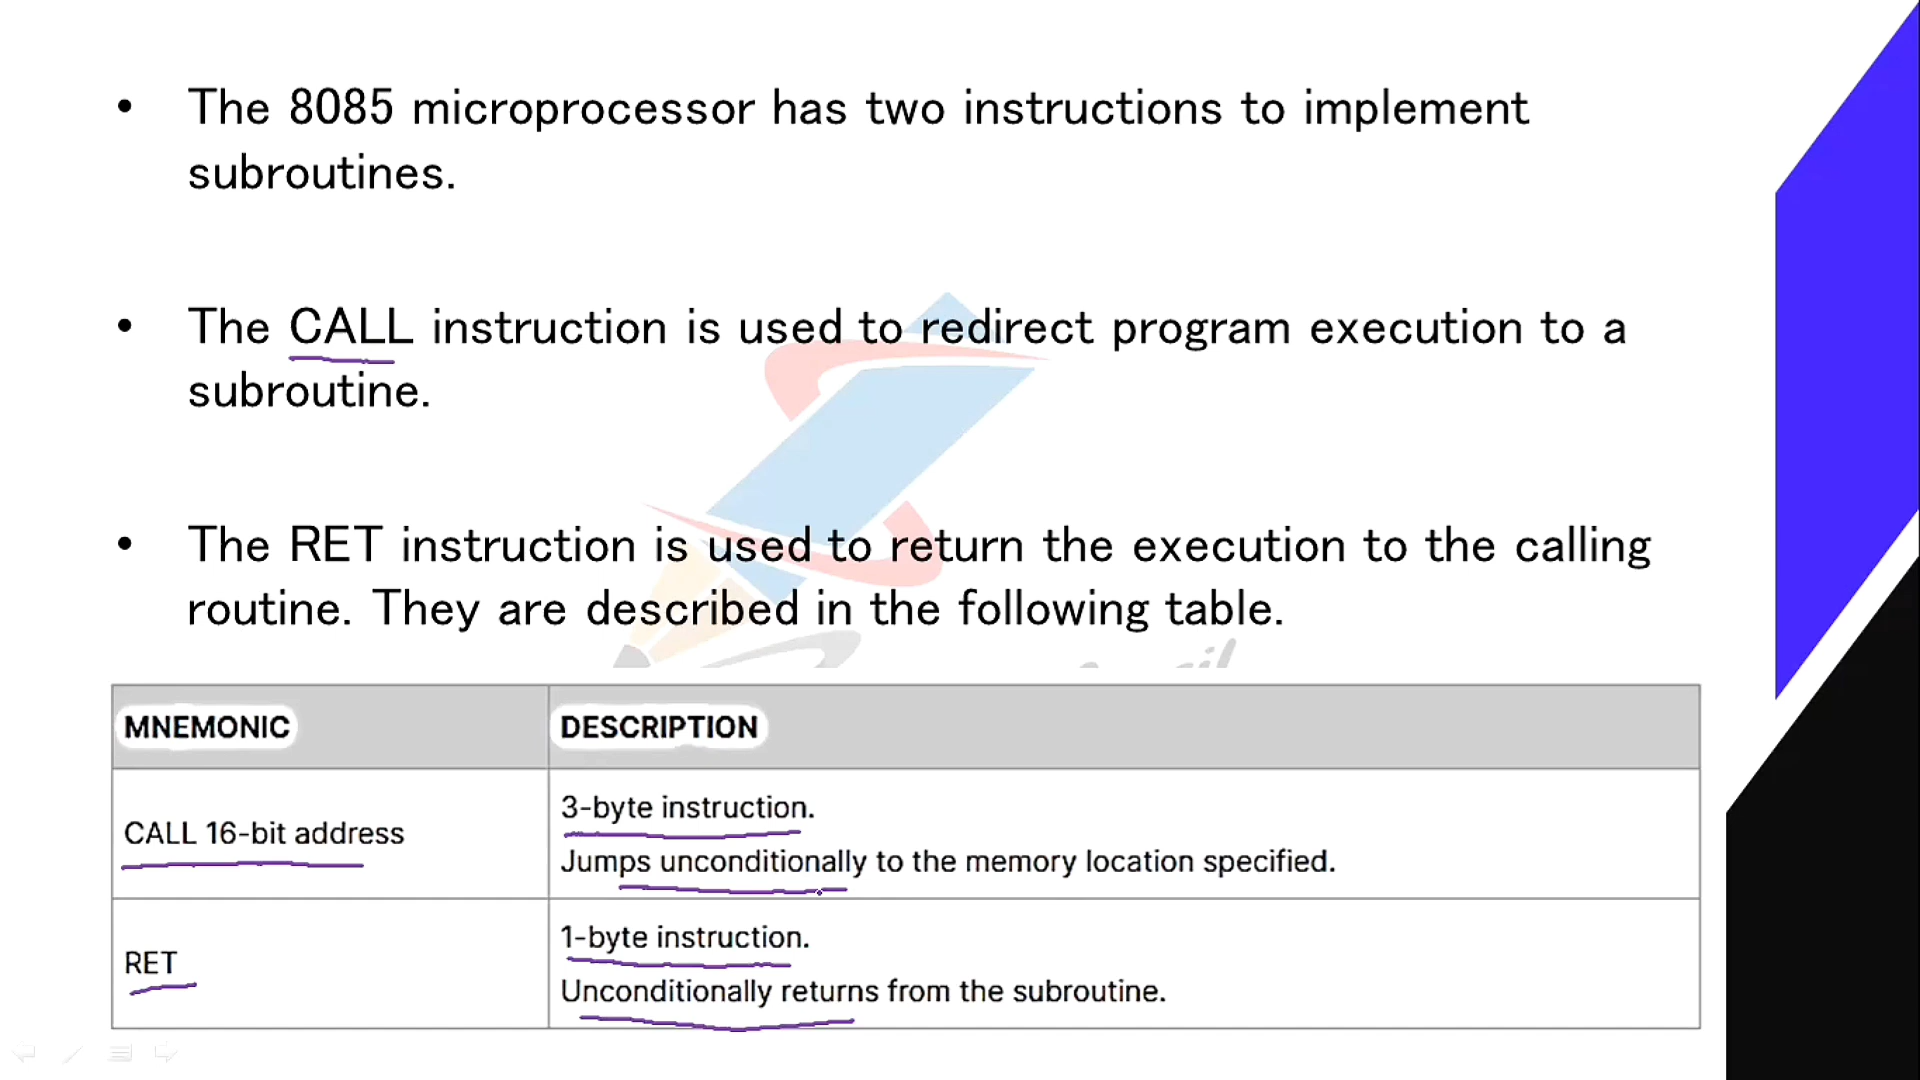 • The 8085 microprocessor has two instructions to implement
subroutines.
• The CALL instruction is used to redirect program execution to a
subroutine.
• The RET instruction is used to return the execution to the calling
routine. They are described in the following table.
MNEMONIC DESCRIPTION
CALL 16-bit address
3-byte instruction.
Jumps unconditionally to the memory location specified.
RET
1-byte instruction.
Unconditionally returns from the subroutine.